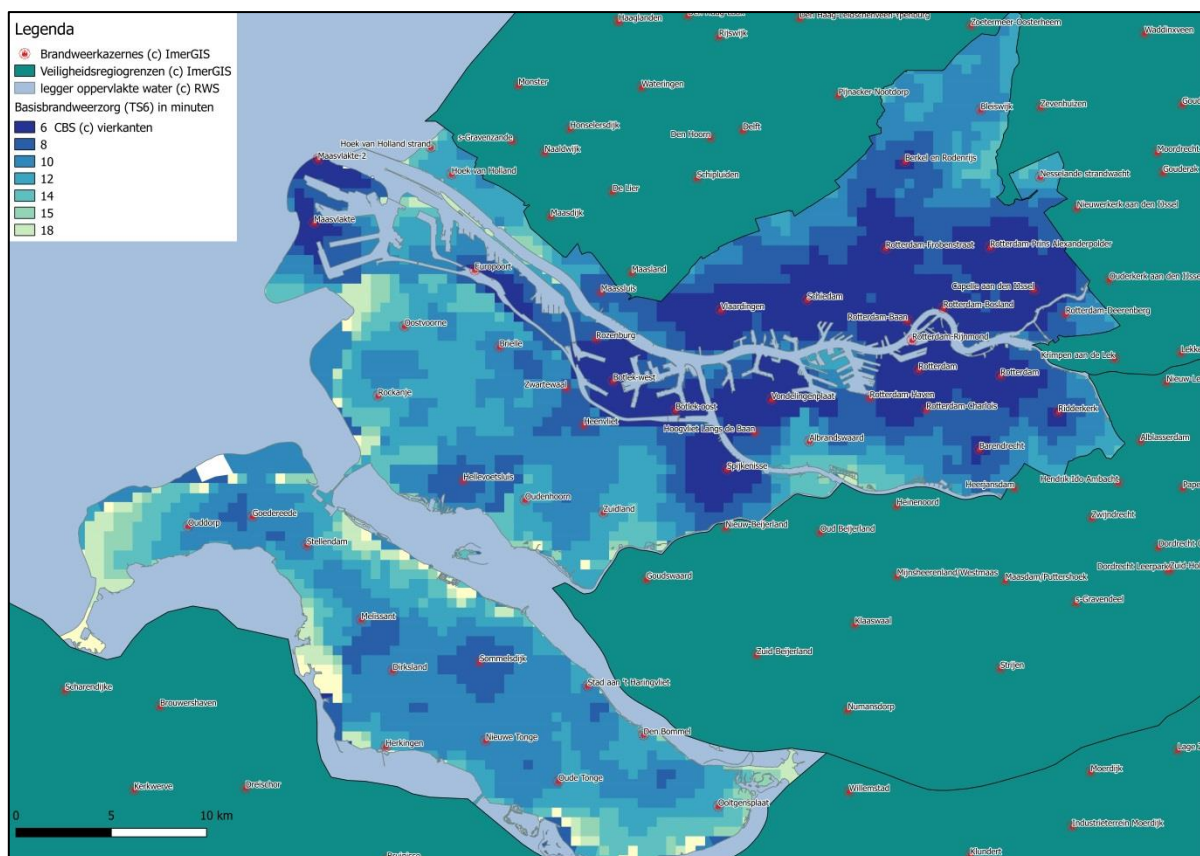 Legenda
Brandweerkazernes (c) ImerGIS
Veiligheidsregiogrenzen (c) ImerGIS
legger oppervlakte water (c) RWS
Basisbrandweerzorg (TS6) in minuten
6 CBS (c) vierkanten
8
10
12
14
15
18
Haaglanden
Rijswijk
Zoetermeer-Oosterheem
Waddinxveen
Monster
Wateringen
Pijnacker Nootdorp
Bleiswijk
Zevenhuizen
Honselersdijk
Den Hoorn
Delft
Hoek van Holland strand
s-Gravenzande
Naaldwijk
Maasvlakte-2
Hoek van Holland
De Lier
Schipluiden
Berkel en Rodenrijs
Moordrecht
Nesselande strandwacht
Maasvlakte
Maasdijk
Nieuwerkerk aan den IJssel
Rotterdam-Frobenstraat
Rotterdam-Prins Alexanderpolder
Europoort
Maasland
Maassluis
Capelle aan den IJssel
Schiedam
Vlaardingen
Rotterdam-Bosland
Rotterdam-Baan
Oostvoorne
Rozenburg
Rotterdam-Rijnmond
Brielle
Krimpen aan de Lek
Botlek-west
Rotterdam
Rotterdam
Zwartewaal
Rockanje
Vondelingenplaat
Rotterdam-Haven
Botlek-oost
Rotterdam-Charlois
Ridderkerk
Heenvliet
Hoogvliet Langs de Baan
Albrandswaard
Alblasserdam
Barendrecht
Spijkenisse
Hellevoetsluis
Heerjansdam
Hendrik Ido Ambacht
Oudenhoorn
Heinenoord
Zuidland
Goedereede
Ouddorp
Nieuw-Beijerland
Oud Beijerland
Zwijndrecht
Stellendam
Goudswaard
Mijnsheerenland/Westmaas
Maasdam/Puttershoek
s-Gravendeel
Melissant
Klaaswaal
Sommelsdijk
Dirksland
Zuid Beijerland
Strijen
Stad aan 't Haringvliet
Scharendijke
Brouwershaven
Numansdorp
Den Bommel
Herkingen
Nieuwe Tonge
Moerdijk
Oude Tonge
Kerkwerve
Dreischor
Willemstad
Ooltgensplaat
Industrieterrein Moerdijk
Klundert
0 5 10 km